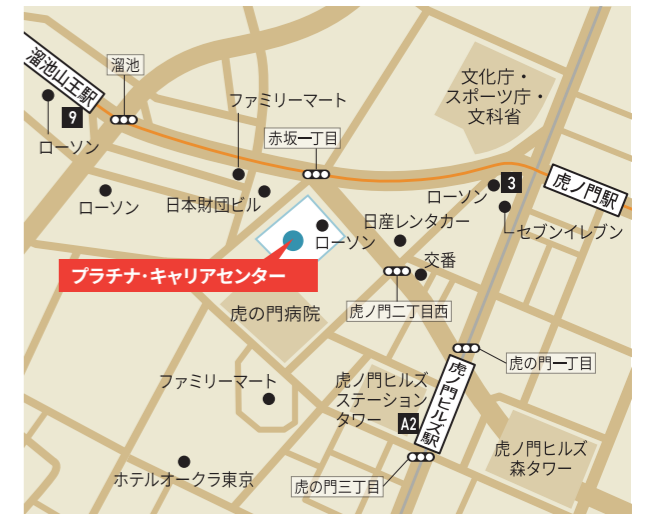 溜池山王駅
溜池
9
ローソン
ファミリーマート
赤坂一丁目
文化庁・
スポーツ庁・
文科省
ローソン
日本財団ビル
ローソン
日産レンタカー
ローソン
3
虎ノ門駅
セブンイレブン
プラチナ・キャリアセンター
交番
虎の門病院
虎ノ門二丁目西
虎の門一丁目
ファミリーマート
虎ノ門ヒルズ
ステーション
タワー
A2
虎ノ門ヒルズ駅
虎ノ門ヒルズ
森タワー
ホテルオークラ東京
虎の門三丁目